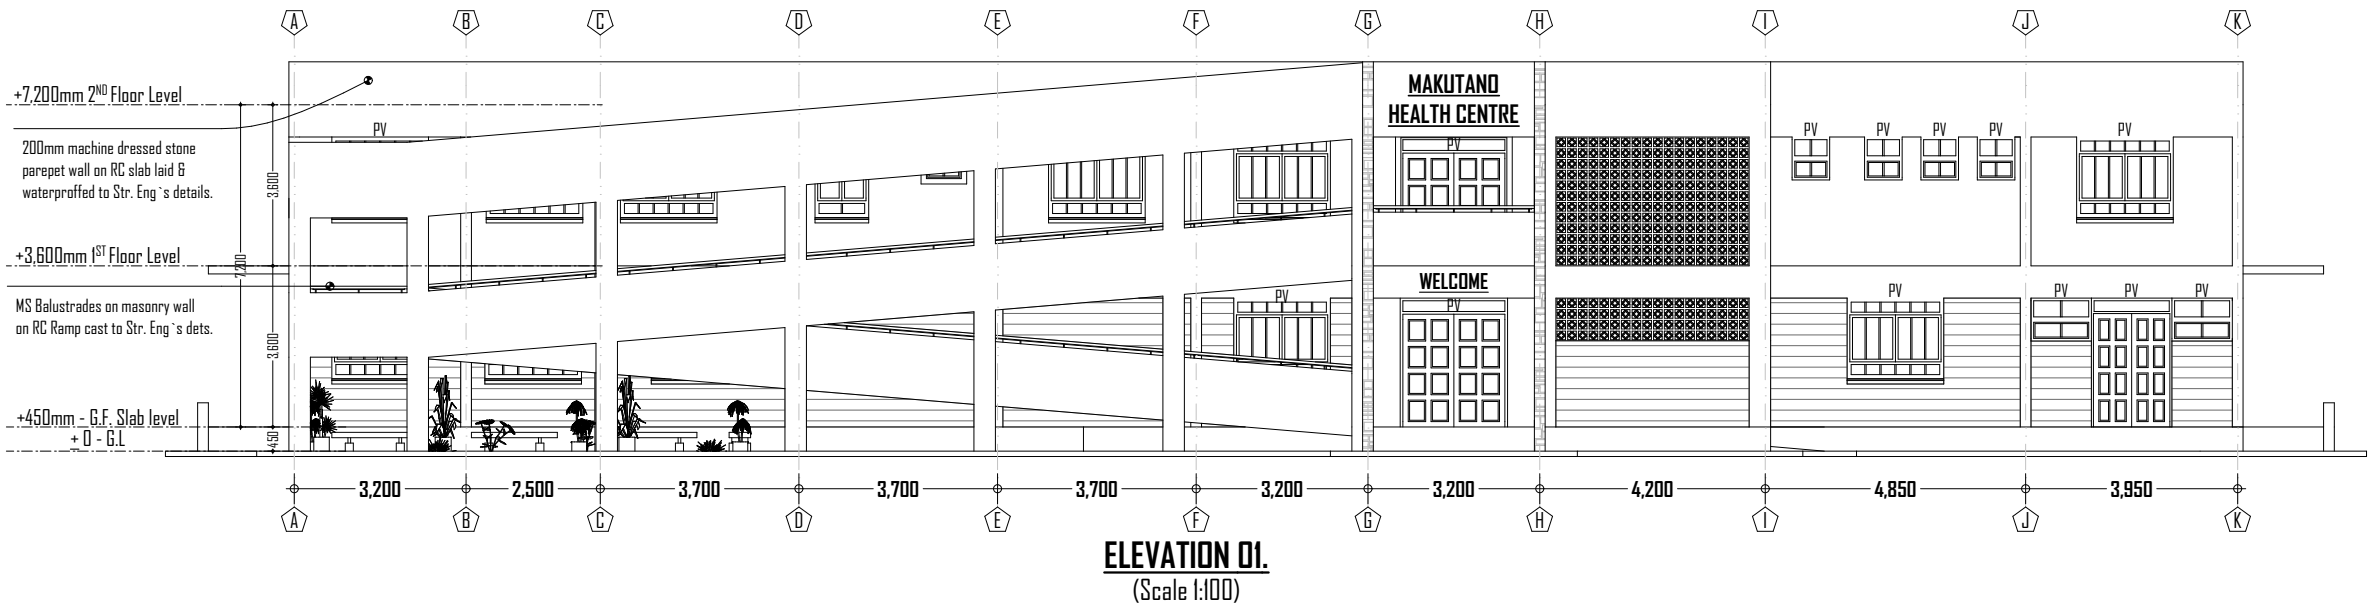 A B C D E F G H I J K
+7,200mm 2ND Floor Level
200mm machine dressed stone
parepet wall on RC slab laid &
waterproffed to Str. Eng`s details.
+3,600mm 1ST Floor Level
MS Balustrades on masonry wall
on RC Ramp cast to Str. Eng`s dets.
+450mm - G.F. Slab level
+ 0 - G.L
3,600
7,200
3,600
450
PV
MAKUTANO
HEALTH CENTRE
PV
PV PV PV PV PV
WELCOME
PV PV PV PV PV PV
3,200 2,500 3,700 3,700 3,700 3,200 3,200 4,200 4,850 3,950
A B C D E F G H I J K
ELEVATION 01.
(Scale 1:100)